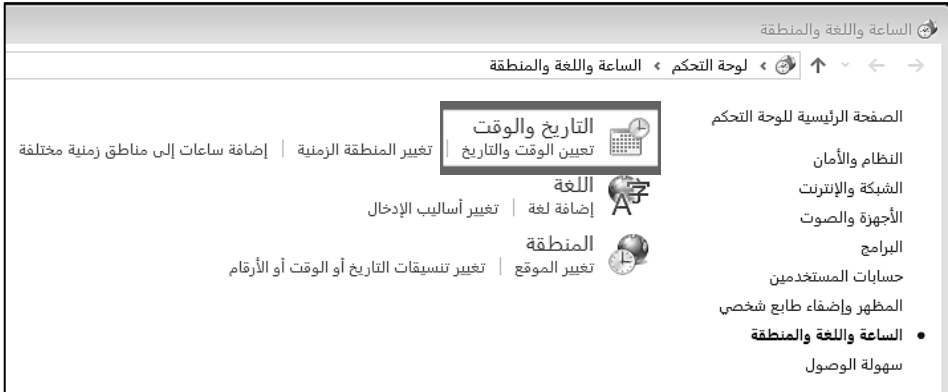 الساعة واللغة والمنطقة
لوحة التحكم › الساعة واللغة والمنطقة
الصفحة الرئيسية للوحة التحكم
النظام والأمان
الشبكة والإنترنت
الأجهزة والصوت
البرامج
حسابات المستخدمين
المظهر وإضفاء طابع شخصي
الساعة واللغة والمنطقة
سهولة الوصول
التاريخ والوقت
تعيين الوقت والتاريخ | تغيير المنطقة الزمنية | إضافة ساعات إلى مناطق زمنية مختلفة
اللغة
إضافة لغة | تغيير أساليب الإدخال
المنطقة
تغيير الموقع | تغيير تنسيقات التاريخ أو الوقت أو الأرقام